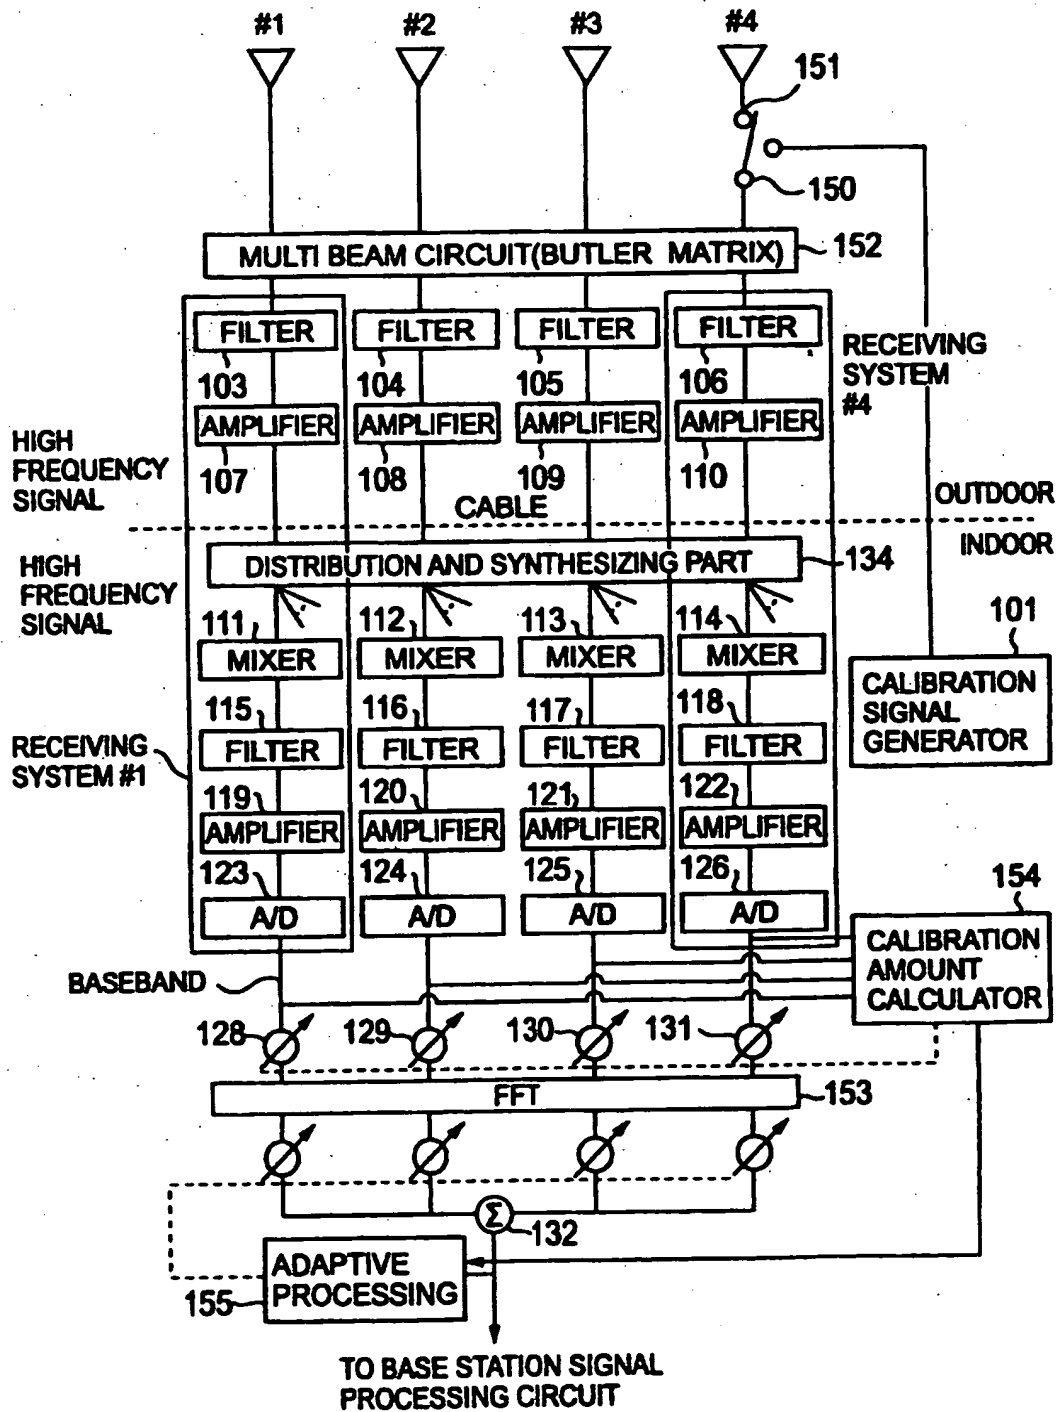 #1
#2
#3
#4
151
150
MULTI BEAM CIRCUIT(BUTLER MATRIX)
152
FILTER
FILTER
FILTER
FILTER
103
104
105
106
RECEIVING
SYSTEM
#4
AMPLIFIER
AMPLIFIER
AMPLIFIER
AMPLIFIER
107
108
109
110
HIGH
FREQUENCY
SIGNAL
CABLE
OUTDOOR
INDOOR
HIGH
FREQUENCY
SIGNAL
DISTRIBUTION AND SYNTHESIZING PART
134
111
112
113
114
101
MIXER
MIXER
MIXER
MIXER
CALIBRATION
SIGNAL
GENERATOR
115
116
117
118
RECEIVING
SYSTEM #1
FILTER
FILTER
FILTER
FILTER
119
120
121
122
AMPLIFIER
AMPLIFIER
AMPLIFIER
AMPLIFIER
123
124
125
126
154
A/D
A/D
A/D
A/D
CALIBRATION
AMOUNT
CALCULATOR
BASEBAND
128
129
130
131
FFT
153
Σ
132
ADAPTIVE
PROCESSING
155
TO BASE STATION SIGNAL
PROCESSING CIRCUIT